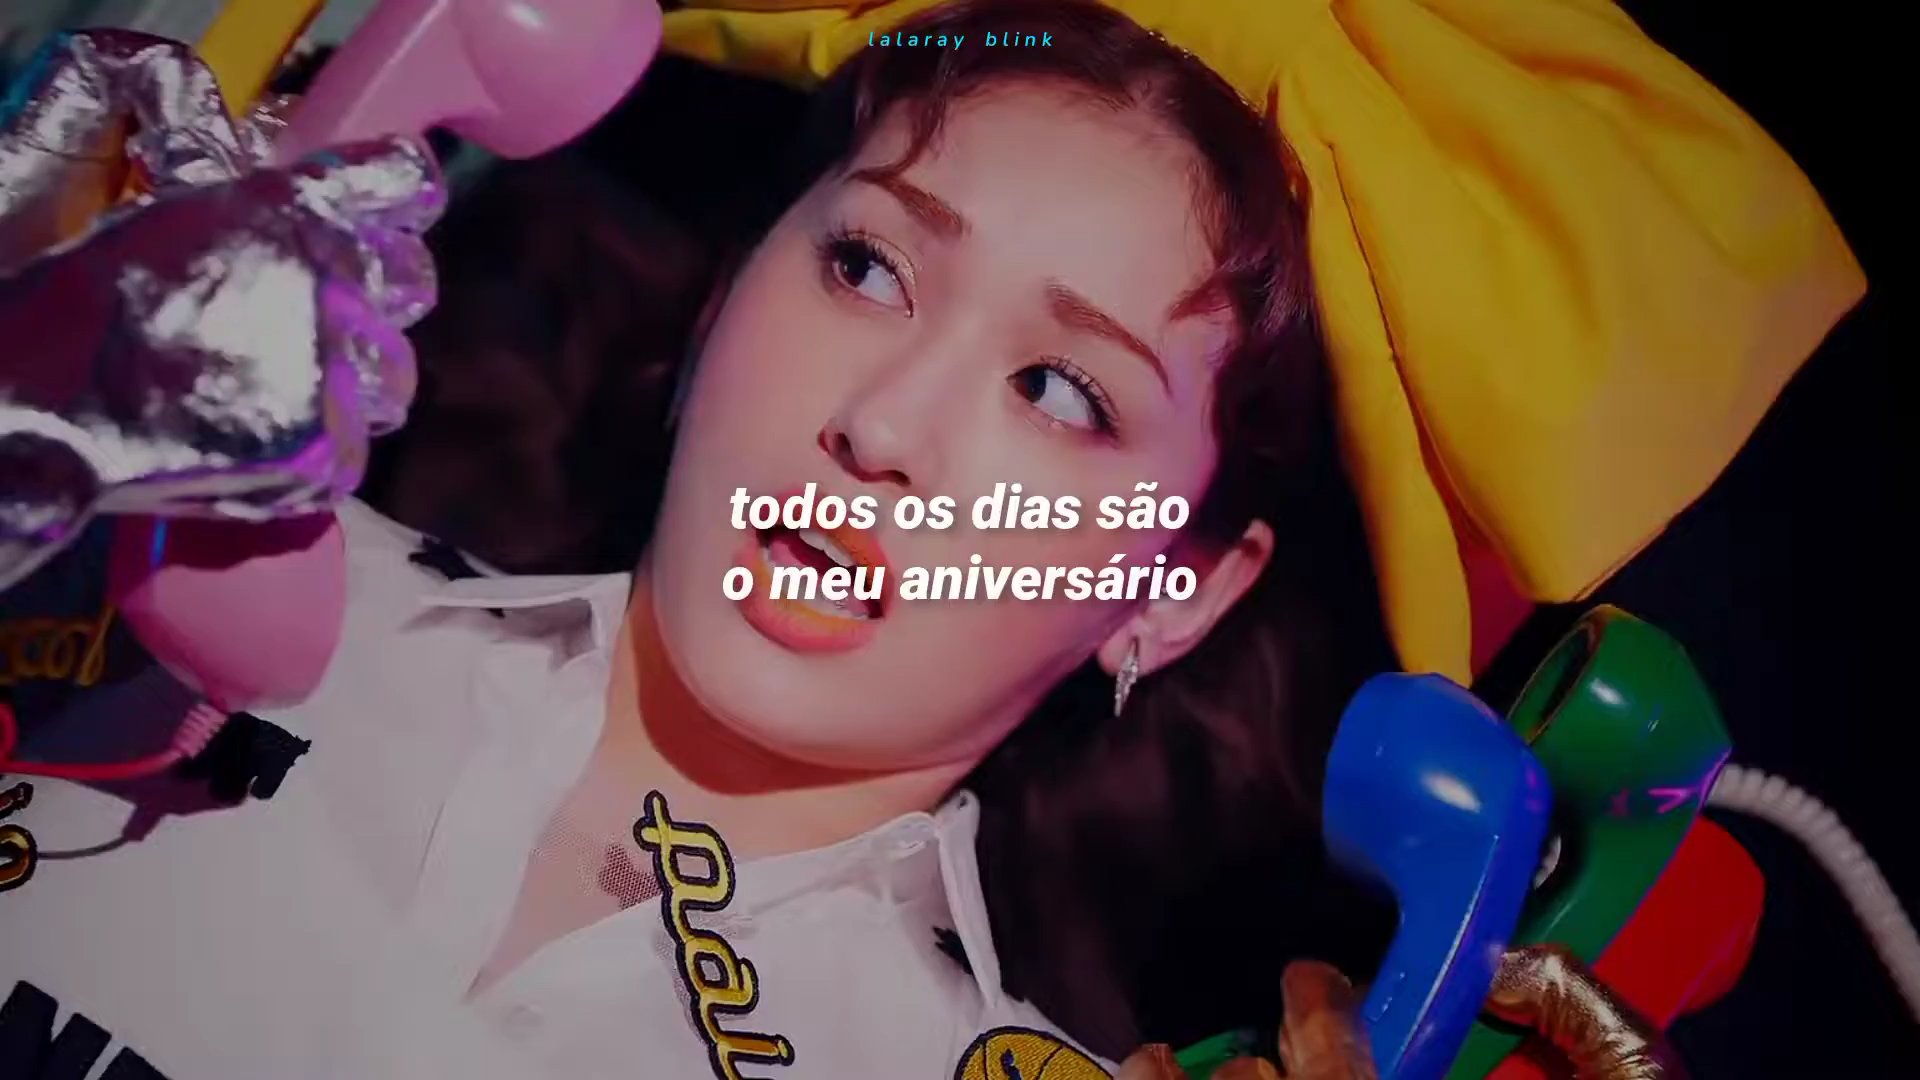 lalaray blink
todos os dias são
o meu aniversário